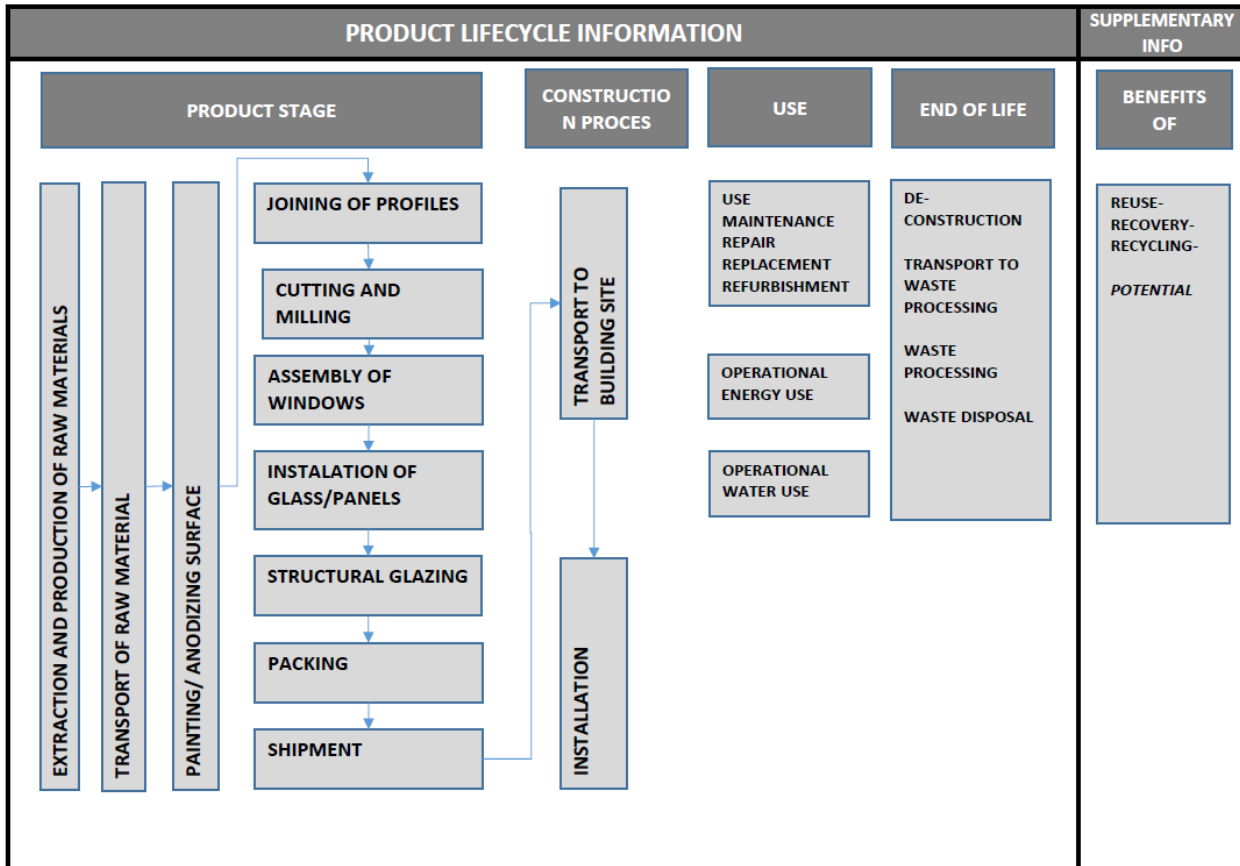 PRODUCT LIFECYCLE INFORMATION
SUPPLEMENTARY
INFO
PRODUCT STAGE
CONSTRUCTIO
N PROCES
USE
END OF LIFE
BENEFITS
OF
EXTRACTION AND PRODUCTION OF RAW MATERIALS
TRANSPORT OF RAW MATERIAL
PAINTING/ ANODIZING SURFACE
JOINING OF PROFILES
CUTTING AND
MILLING
ASSEMBLY OF
WINDOWS
INSTALATION OF
GLASS/PANELS
STRUCTURAL GLAZING
PACKING
SHIPMENT
TRANSPORT TO
BUILDING SITE
INSTALLATION
USE
MAINTENANCE
REPAIR
REPLACEMENT
REFURBISHMENT
OPERATIONAL
ENERGY USE
OPERATIONAL
WATER USE
DE-
CONSTRUCTION
TRANSPORT TO
WASTE
PROCESSING
WASTE
PROCESSING
WASTE DISPOSAL
REUSE-
RECOVERY-
RECYCLING-
POTENTIAL